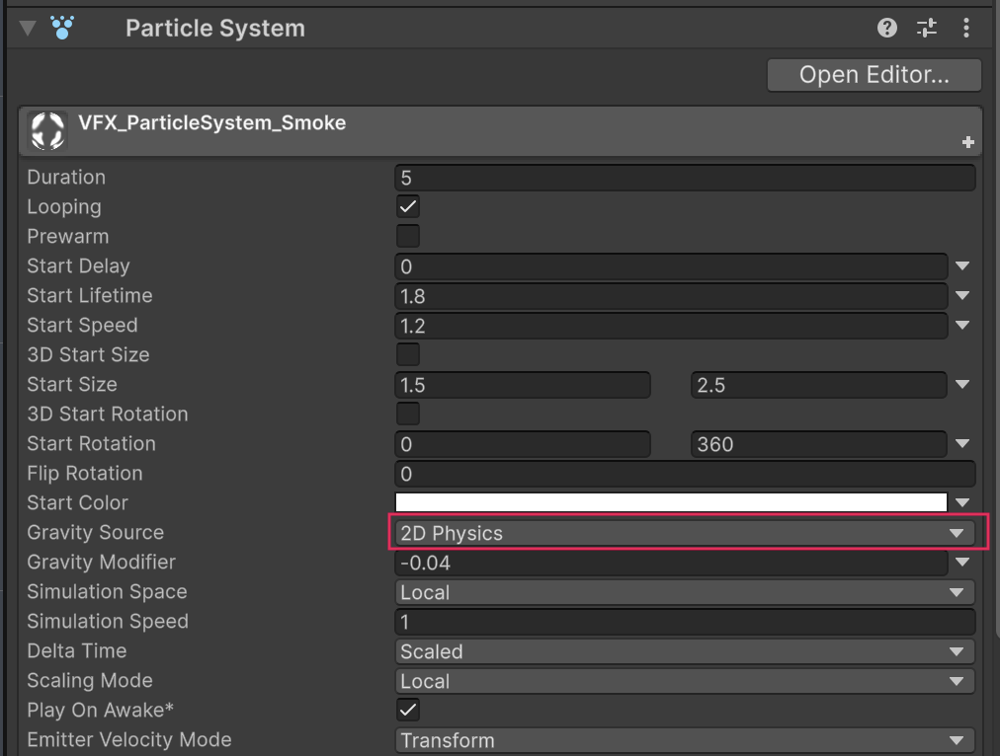 Particle System
Open Editor...
VFX_ParticleSystem_Smoke
Duration 5
Looping
Prewarm
Start Delay 0
Start Lifetime 1.8
Start Speed 1.2
3D Start Size
Start Size 1.5 2.5
3D Start Rotation
Start Rotation 0 360
Flip Rotation 0
Start Color
Gravity Source 2D Physics
Gravity Modifier -0.04
Simulation Space Local
Simulation Speed 1
Delta Time Scaled
Scaling Mode Local
Play On Awake*
Emitter Velocity Mode Transform